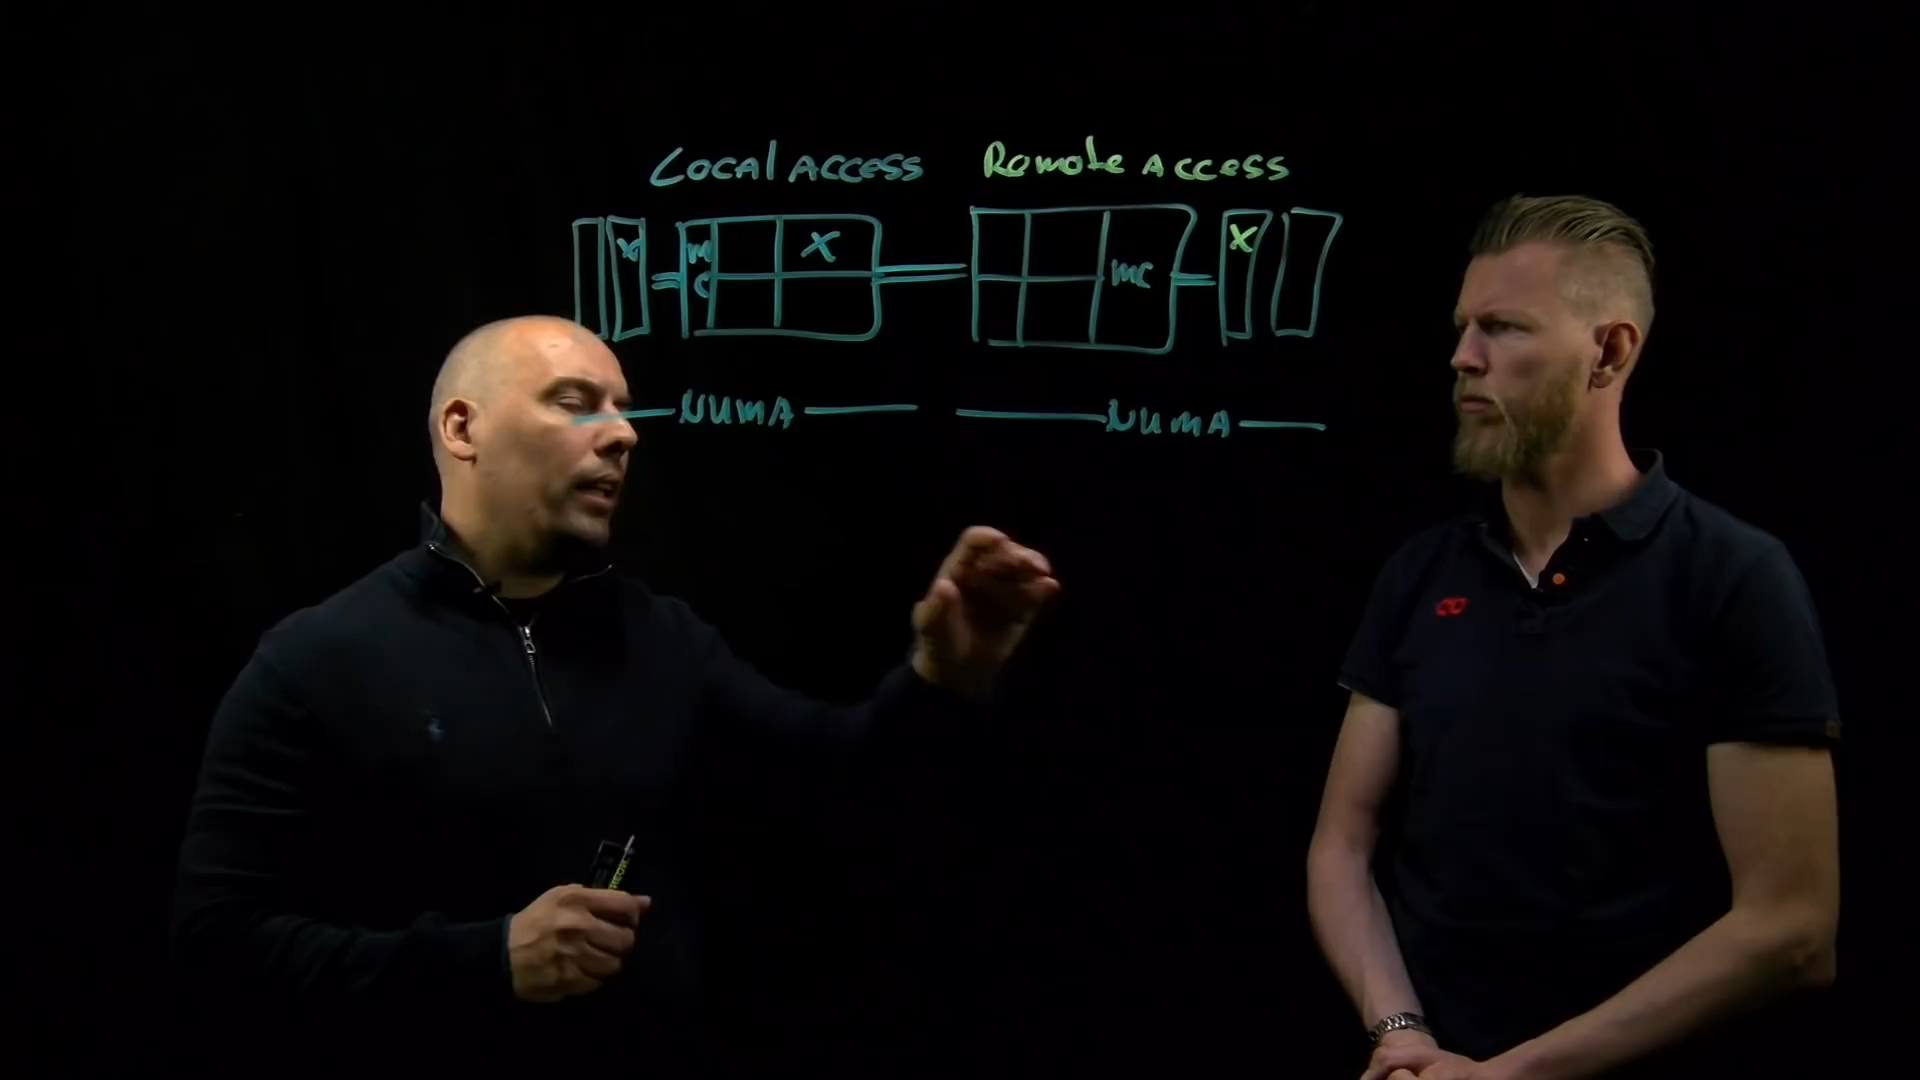 Local Access Remote Access
x M C X MC X
NUMA NUMA